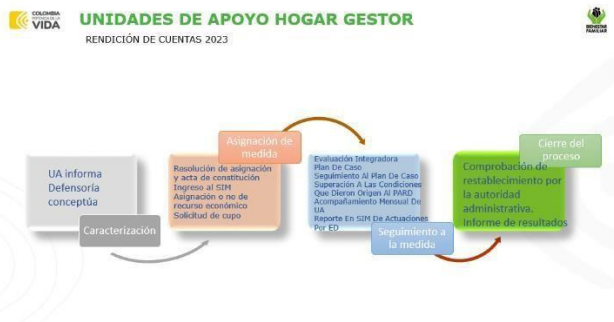 COLOMBIA
POTENCIA DE LA
VIDA
UNIDADES DE APOYO HOGAR GESTOR
RENDICIÓN DE CUENTAS 2023
BIENESTAR
FAMILIAR
UA informa
Defensoría
conceptúa
Caracterización
Asignación de
medida
Resolución de asignación
y acta de constitución
Ingreso al SIM
Asignación o no de
recurso económico
Solicitud de cupo
Evaluación Integradora
Plan De Caso
Seguimiento Al Plan De Caso
Superación A Las Condiciones
Que Dieron Origen Al PARD
Acompañamiento Mensual De
UA
Reporte En SIM De Actuaciones
Por ED
Seguimiento a
la medida
Cierre del
proceso
Comprobación de
restablecimiento por
la autoridad
administrativa.
Informe de resultados